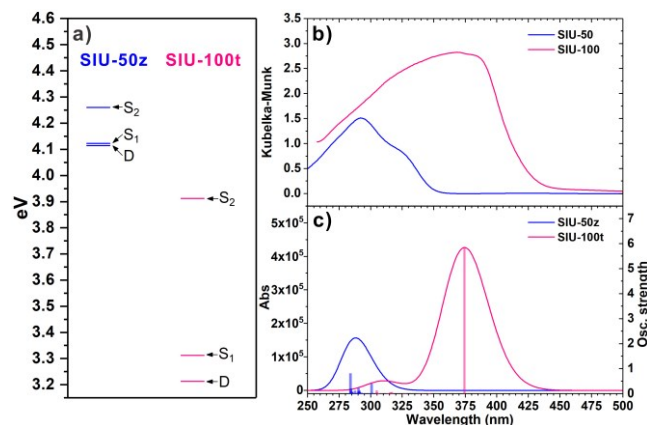 a)
SIU-50z SIU-100t
4.6
4.5
4.4
4.3
4.2
4.1
4.0
3.9
3.8
3.7
3.6
3.5
3.4
3.3
3.2
eV
S2
S1
D
S2
S1
D
b)
SIU-50
SIU-100
3.5
3.0
2.5
2.0
1.5
1.0
0.5
0.0
Kubelka-Munk
c)
SIU-50z
SIU-100t
5x10^5
4x10^5
3x10^5
2x10^5
1x10^5
0
Abs
7
6
5
4
3
2
1
0
Osc. strength
250 275 300 325 350 375 400 425 450 475 500
Wavelength (nm)